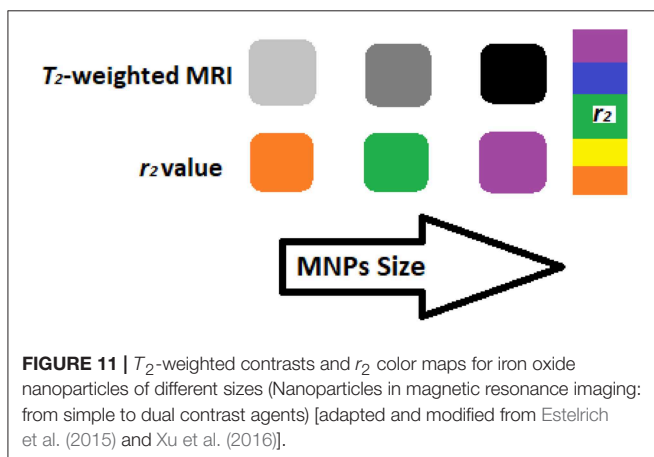 T₂-weighted MRI
r₂
r₂ value
MNPs Size
FIGURE 11 | T₂-weighted contrasts and r₂ color maps for iron oxide
nanoparticles of different sizes (Nanoparticles in magnetic resonance imaging:
from simple to dual contrast agents) [adapted and modified from Estelrich
et al. (2015) and Xu et al. (2016)].